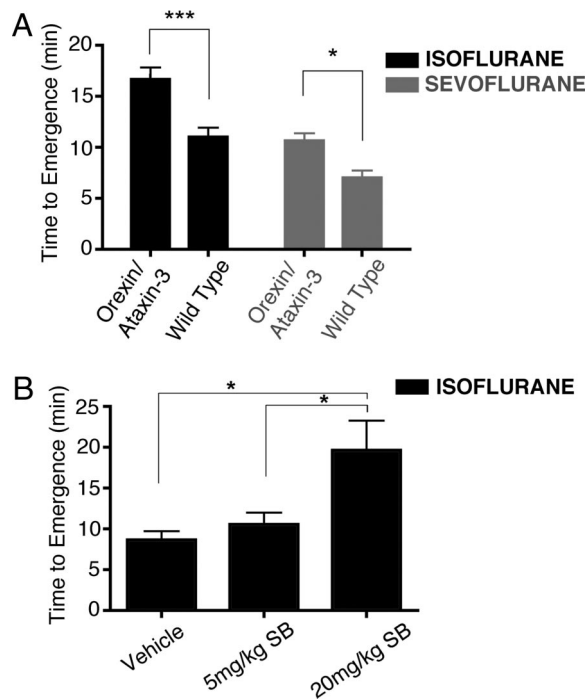 A
Time to Emergence (min)
20
15
10
5
0
***
*
ISOFLURANE
SEVOFLURANE
Orexin/
Ataxin-3
Wild Type
Orexin/
Ataxin-3
Wild Type
B
Time to Emergence (min)
25
20
15
10
5
0
*
*
ISOFLURANE
Vehicle
5mg/kg SB
20mg/kg SB